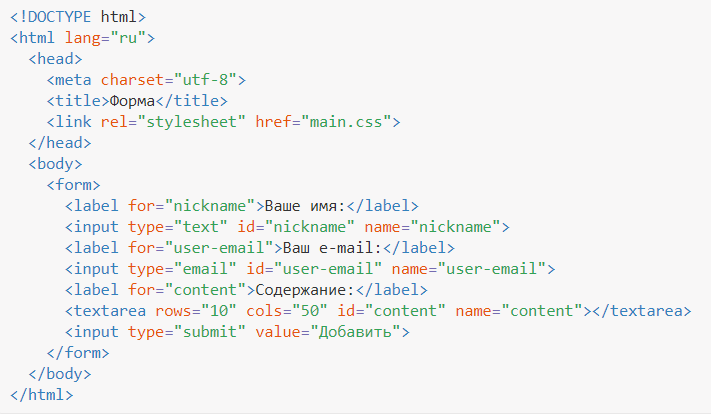 <!DOCTYPE html>
<html lang="ru">
  <head>
    <meta charset="utf-8">
    <title>Форма</title>
    <link rel="stylesheet" href="main.css">
  </head>
  <body>
    <form>
      <label for="nickname">Ваше имя:</label>
      <input type="text" id="nickname" name="nickname">
      <label for="user-email">Ваш e-mail:</label>
      <input type="email" id="user-email" name="user-email">
      <label for="content">Содержание:</label>
      <textarea rows="10" cols="50" id="content" name="content"></textarea>
      <input type="submit" value="Добавить">
    </form>
  </body>
</html>